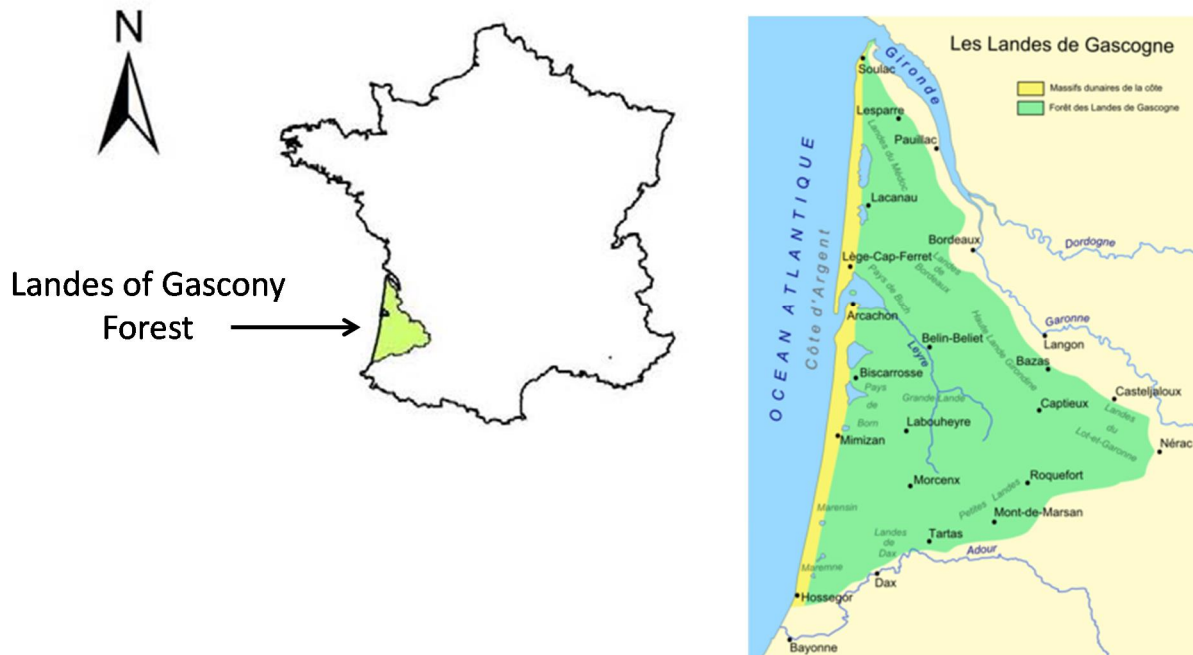 N
Landes of Gascony
Forest
Les Landes de Gascogne
Massifs dunaires de la côte
Forêt des Landes de Gascogne
Gironde
Soulac
Lesparre
Pauillac
Landes du Médoc
OCEAN ATLANTIQUE
Côte d'Argent
Lacanau
Bordeaux
Dordogne
Lège-Cap-Ferret
Landes
de
Bordeaux
Pays de Buch
Arcachon
Garonne
Langon
Haute Lande Girondine
Belin-Beliet
Leyre
Bazas
Biscarrosse
Pays
de
Born
Grande Lande
Captieux
Casteljaloux
Landes
du
Lot-et-Garonne
Labouheyre
Mimizan
Nérac
Morcenx
Roquefort
Petites Landes
Marensin
Mont-de-Marsan
Landes
de
Dax
Tartas
Adour
Maremne
Dax
Hossegor
Bayonne